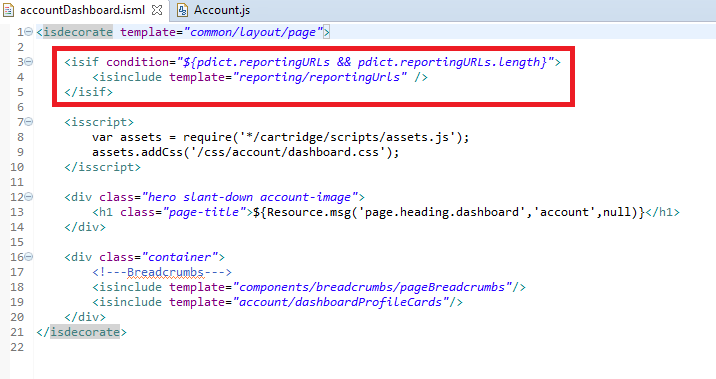 accountDashboard.isml Account.js
1 <isdecorate template="common/layout/page">
2
3 <isif condition="${pdict.reportingURLs && pdict.reportingURLs.length}">
4 <isinclude template="reporting/reportingUrls" />
5 </isif>
6
7 <isscript>
8 var assets = require('*/cartridge/scripts/assets.js');
9 assets.addCss('/css/account/dashboard.css');
10 </isscript>
11
12 <div class="hero slant-down account-image">
13 <h1 class="page-title">${Resource.msg('page.heading.dashboard','account',null)}</h1>
14 </div>
15
16 <div class="container">
17 <!---Breadcrumbs--->
18 <isinclude template="components/breadcrumbs/pageBreadcrumbs"/>
19 <isinclude template="account/dashboardProfileCards"/>
20 </div>
21 </isdecorate>
22